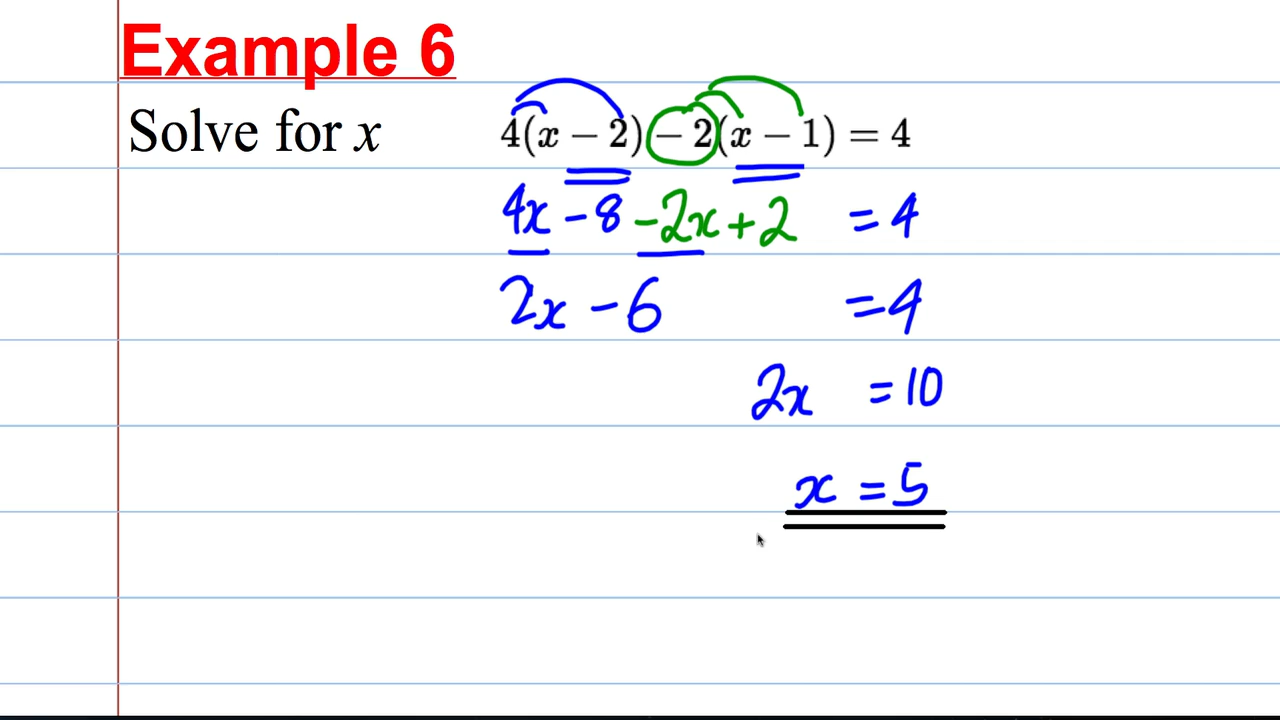 Example 6
Solve for x 4(x − 2) − 2(x − 1) = 4
4x − 8 − 2x + 2 = 4
2x − 6 = 4
2x = 10
x = 5